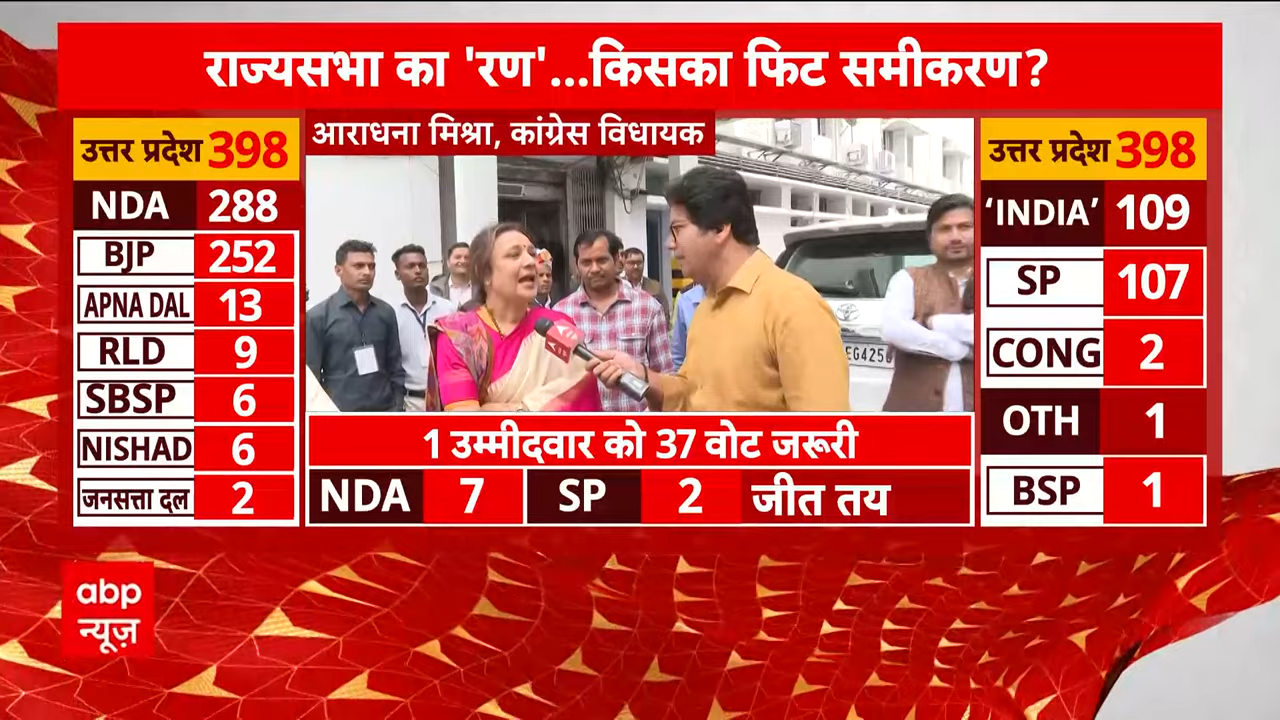 राज्यसभा का 'रण'...किसका फिट समीकरण?
उत्तर प्रदेश 398
NDA 288
BJP 252
APNA DAL 13
RLD 9
SBSP 6
NISHAD 6
जनसत्ता दल 2
आराधना मिश्रा, कांग्रेस विधायक
EG425
1 उम्मीदवार को 37 वोट जरूरी
NDA 7 SP 2 जीत तय
उत्तर प्रदेश 398
'INDIA' 109
SP 107
CONG 2
OTH 1
BSP 1
abp
न्यूज़